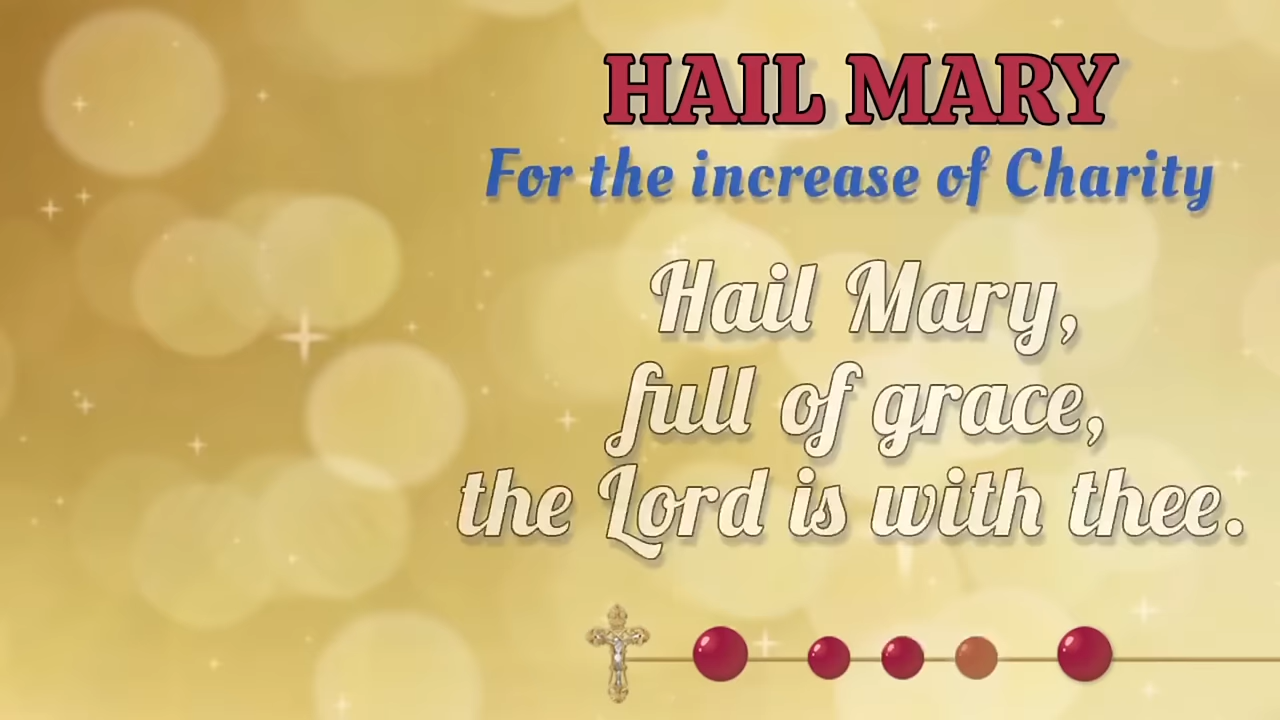 HAIL MARY
For the increase of Charity
Hail Mary,
full of grace,
the Lord is with thee.